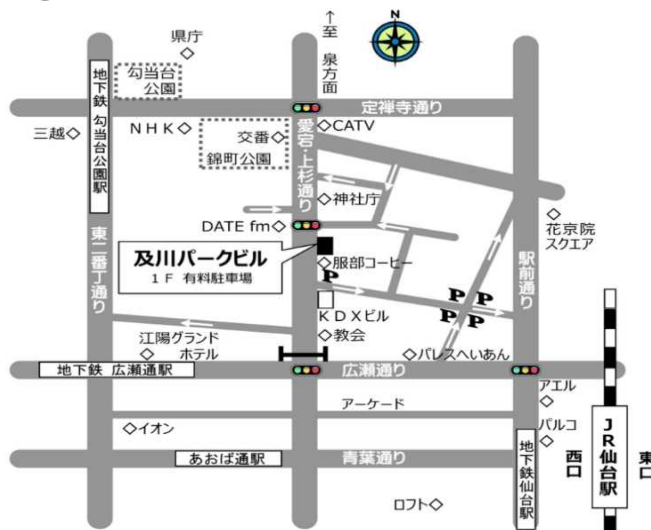 N
↑至 泉方面
県庁
勾当台
公園
地下鉄 勾当台公園駅
定禅寺通り
三越
NHK
交番
錦町公園
CATV
愛宕・上杉通り
神社庁
DATE fm
花京院
スクエア
及川パークビル
1F 有料駐車場
服部コーヒー
P
P P
P P
東二番丁通り
駅前通り
KDXビル
教会
江陽グランド
ホテル
パレスへいあん
地下鉄 広瀬通駅
広瀬通り
アエル
アーケード
パルコ
イオン
JR仙台駅
西口
東口
あおば通駅
青葉通り
地下鉄仙台駅
ロフト